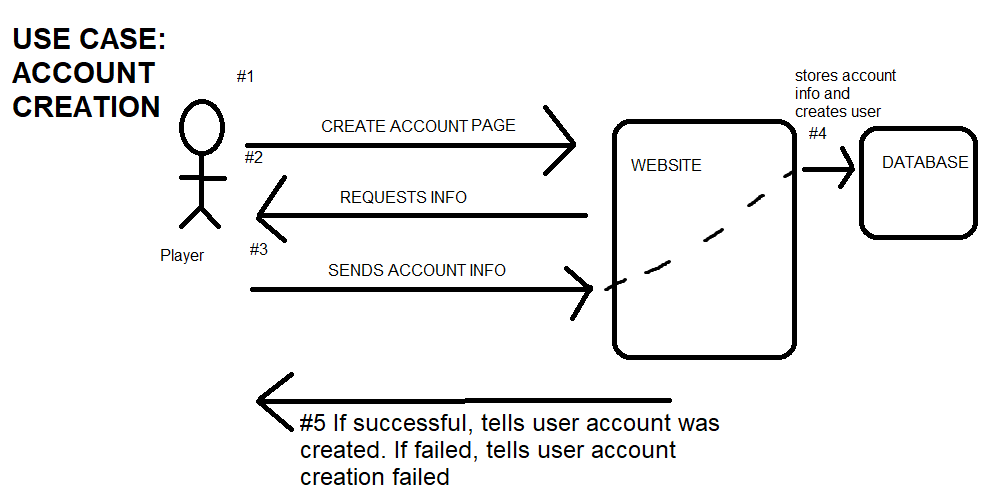 USE CASE:
ACCOUNT
CREATION
#1
CREATE ACCOUNT PAGE
#2
REQUESTS INFO
#3
SENDS ACCOUNT INFO
Player
WEBSITE
stores account
info and
creates user
#4
DATABASE
#5 If successful, tells user account was
created. If failed, tells user account
creation failed